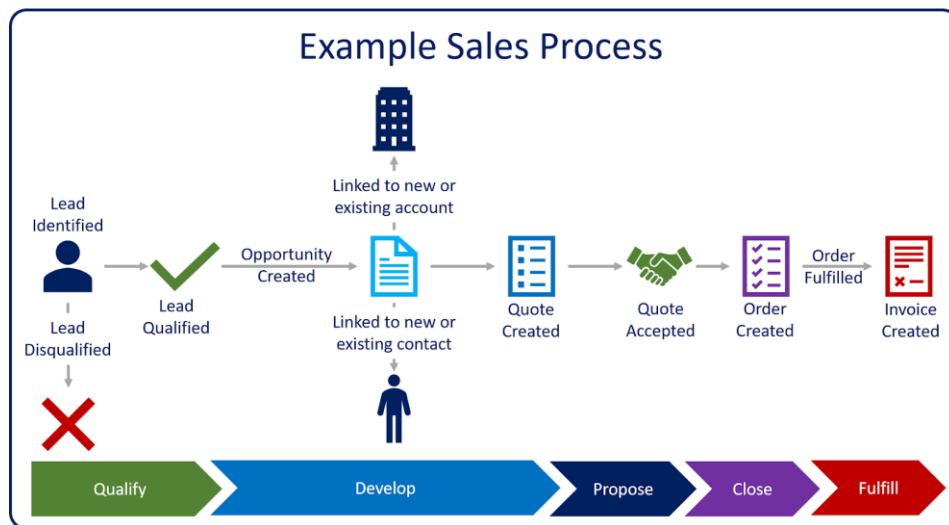 Example Sales Process
Linked to new or
existing account
Lead
Identified
Opportunity
Created
Order
Fulfilled
Lead
Disqualified
Lead
Qualified
Linked to new or
existing contact
Quote
Created
Quote
Accepted
Order
Created
Invoice
Created
Qualify
Develop
Propose
Close
Fulfill